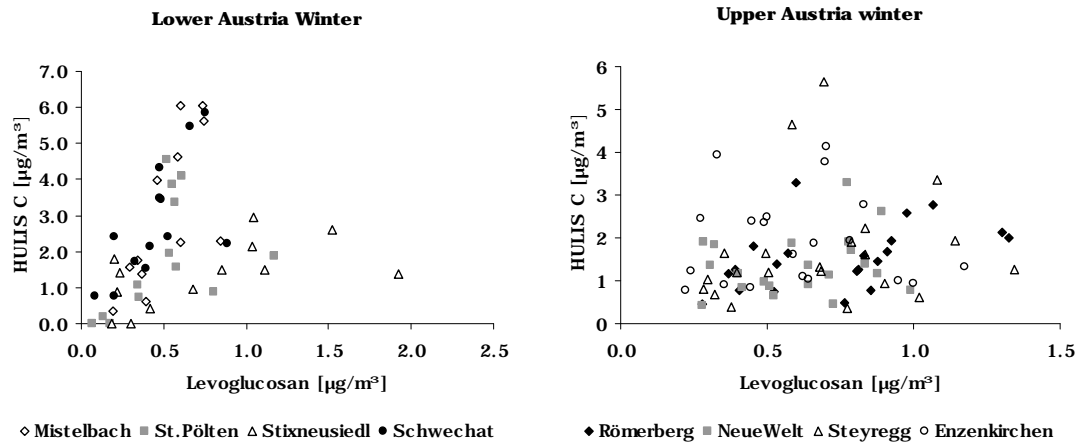 Lower Austria Winter
HULIS C [µg/m³]
7.0
6.0
5.0
4.0
3.0
2.0
1.0
0.0
0.0 0.5 1.0 1.5 2.0 2.5
Levoglucosan [µg/m³]
Mistelbach St.Pölten Stixneusiedl Schwechat
Upper Austria winter
HULIS C [µg/m³]
6
5
4
3
2
1
0
0.0 0.5 1.0 1.5
Levoglucosan [µg/m³]
Römerberg NeueWelt Steyregg Enzenkirchen